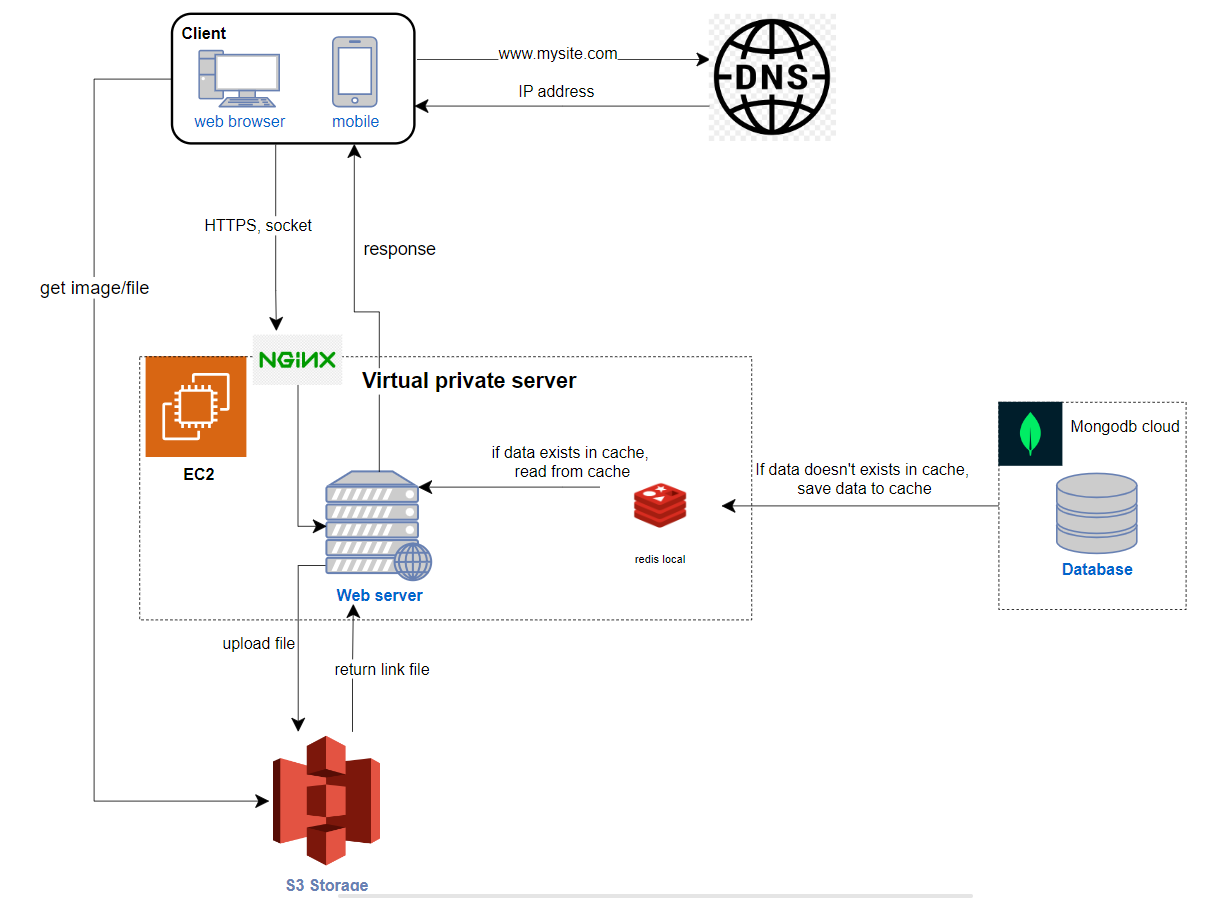 Client
www.mysite.com
DNS
IP address
web browser
mobile
HTTPS, socket
response
get image/file
NGINX
Virtual private server
EC2
if data exists in cache,
read from cache
redis local
If data doesn't exists in cache,
save data to cache
Mongodb cloud
Database
Web server
upload file
return link file
S3 Storage